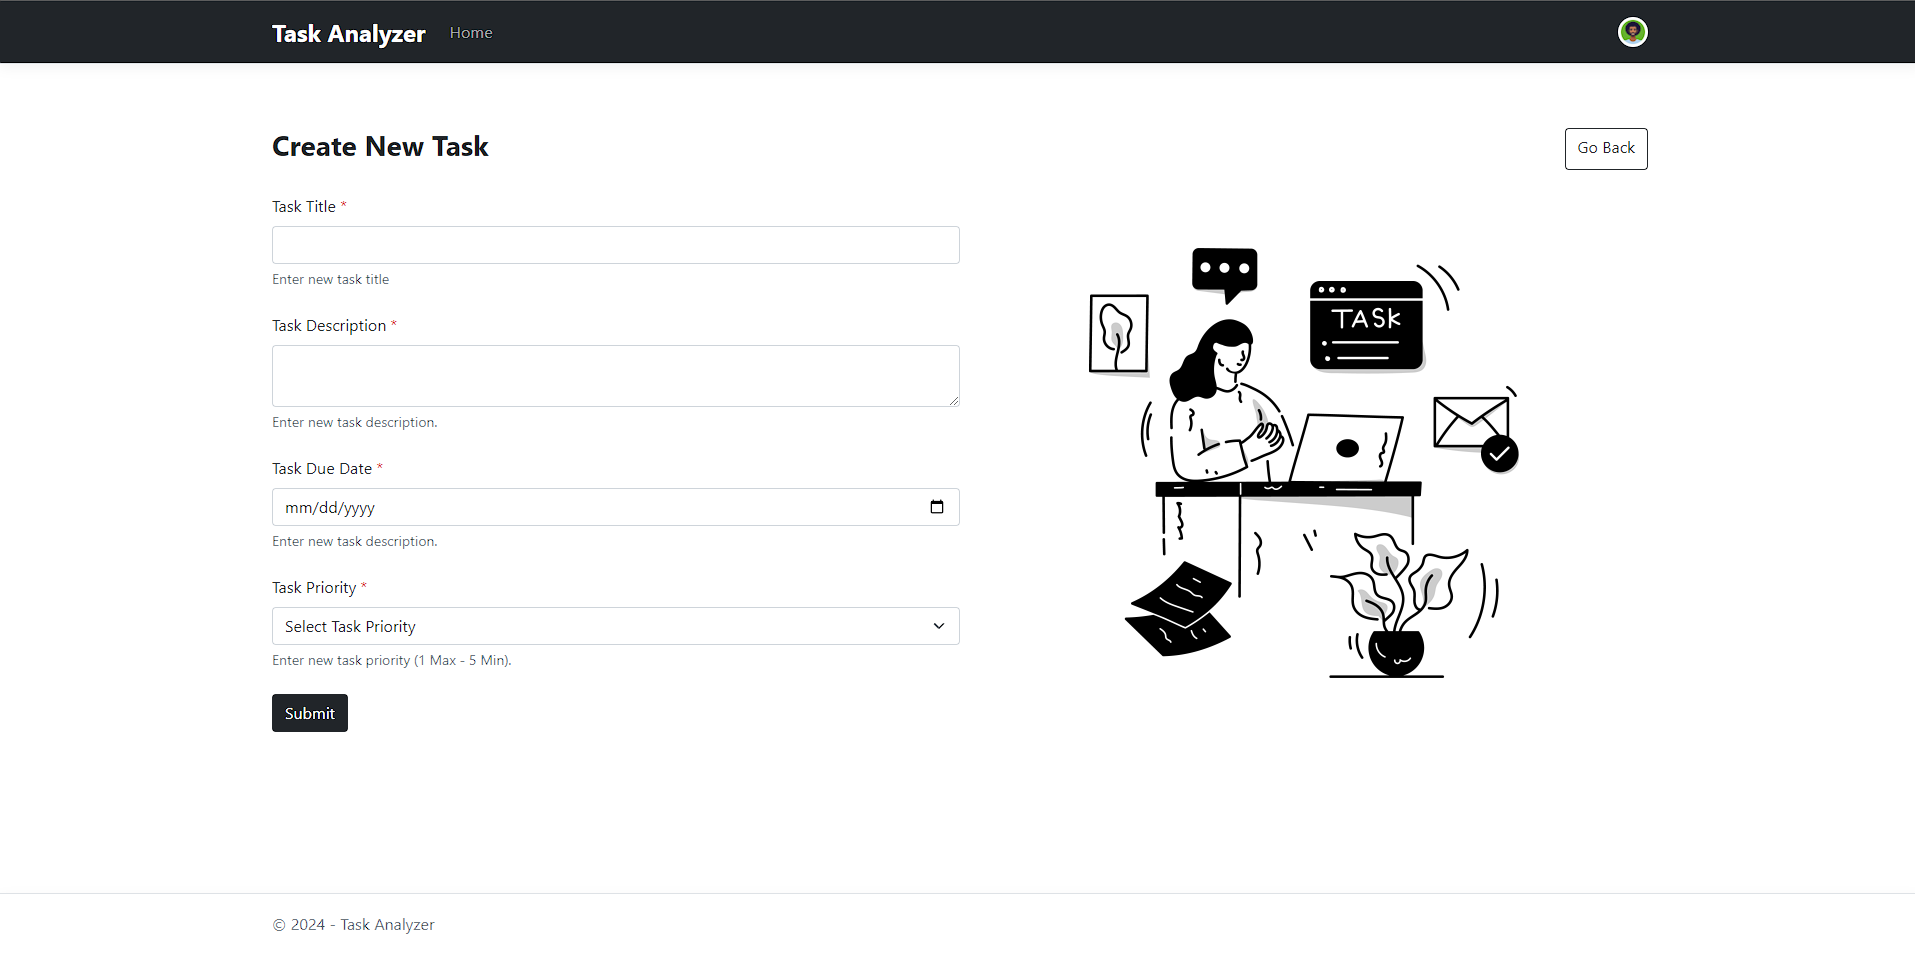 Task Analyzer Home
Create New Task
Go Back
Task Title *
Enter new task title
Task Description *
Enter new task description.
Task Due Date *
mm/dd/yyyy
Enter new task description.
Task Priority *
Select Task Priority
Enter new task priority (1 Max - 5 Min).
Submit
TASK
© 2024 - Task Analyzer